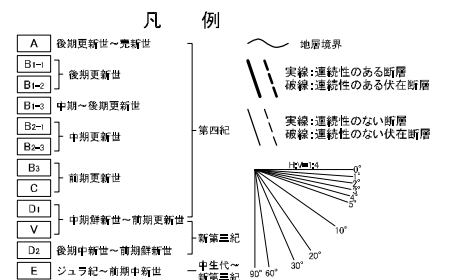 凡 例
A 後期更新世～完新世
B1-1
B1-2
後期更新世
B1-3 中期～後期更新世
B2-1
B2-3
中期更新世
B3
C
前期更新世
D1
V
中期鮮新世～前期更新世
D2 後期中新世～前期鮮新世
E ジュラ紀～前期中新世
第四紀
新第三紀
中生代～
新第三紀
地層境界
実線:連続性のある断層
破線:連続性のある伏在断層
実線:連続性のない断層
破線:連続性のない伏在断層
H:V=1:4
0°
1°
2°
3°
4°
5°
10°
20°
30°
60°
90°